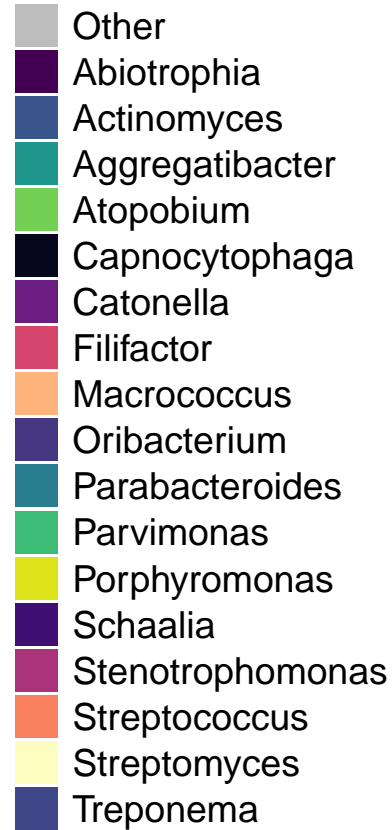 Other
Abiotrophia
Actinomyces
Aggregatibacter
Atopobium
Capnocytophaga
Catonella
Filifactor
Macrococcus
Oribacterium
Parabacteroides
Parvimonas
Porphyromonas
Schaalia
Stenotrophomonas
Streptococcus
Streptomyces
Treponema